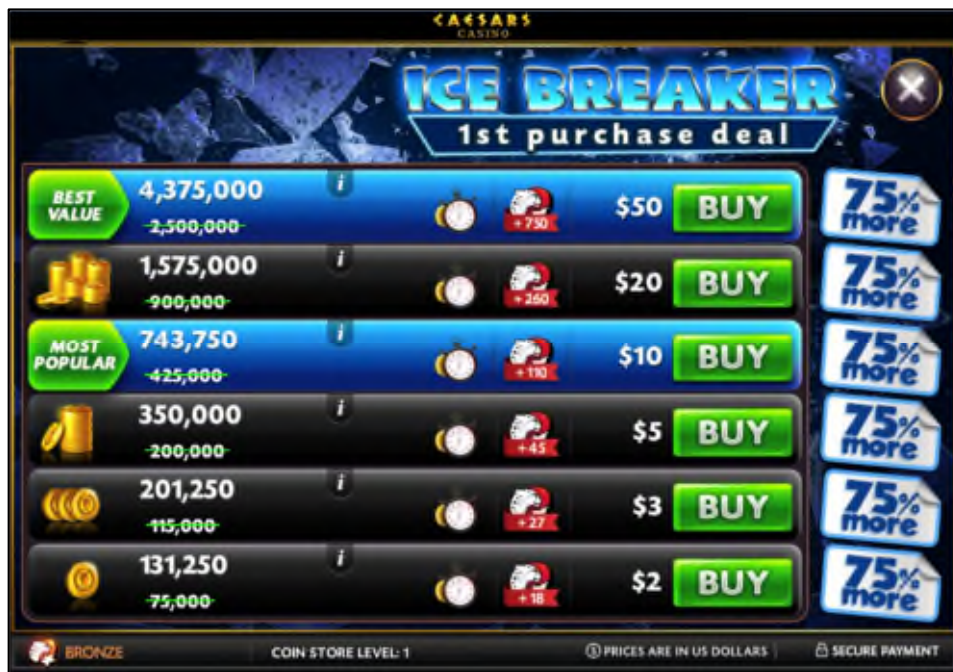 CAESARS
CASINO
ICE BREAKER
1st purchase deal
BEST
VALUE
4,375,000
2,500,000
i
+750
$50
BUY
75%
more
1,575,000
900,000
i
+260
$20
BUY
75%
more
MOST
POPULAR
743,750
425,000
i
+110
$10
BUY
75%
more
350,000
200,000
i
+45
$5
BUY
75%
more
201,250
115,000
i
+27
$3
BUY
75%
more
131,250
75,000
i
+18
$2
BUY
75%
more
BRONZE
COIN STORE LEVEL: 1
$ PRICES ARE IN US DOLLARS
SECURE PAYMENT